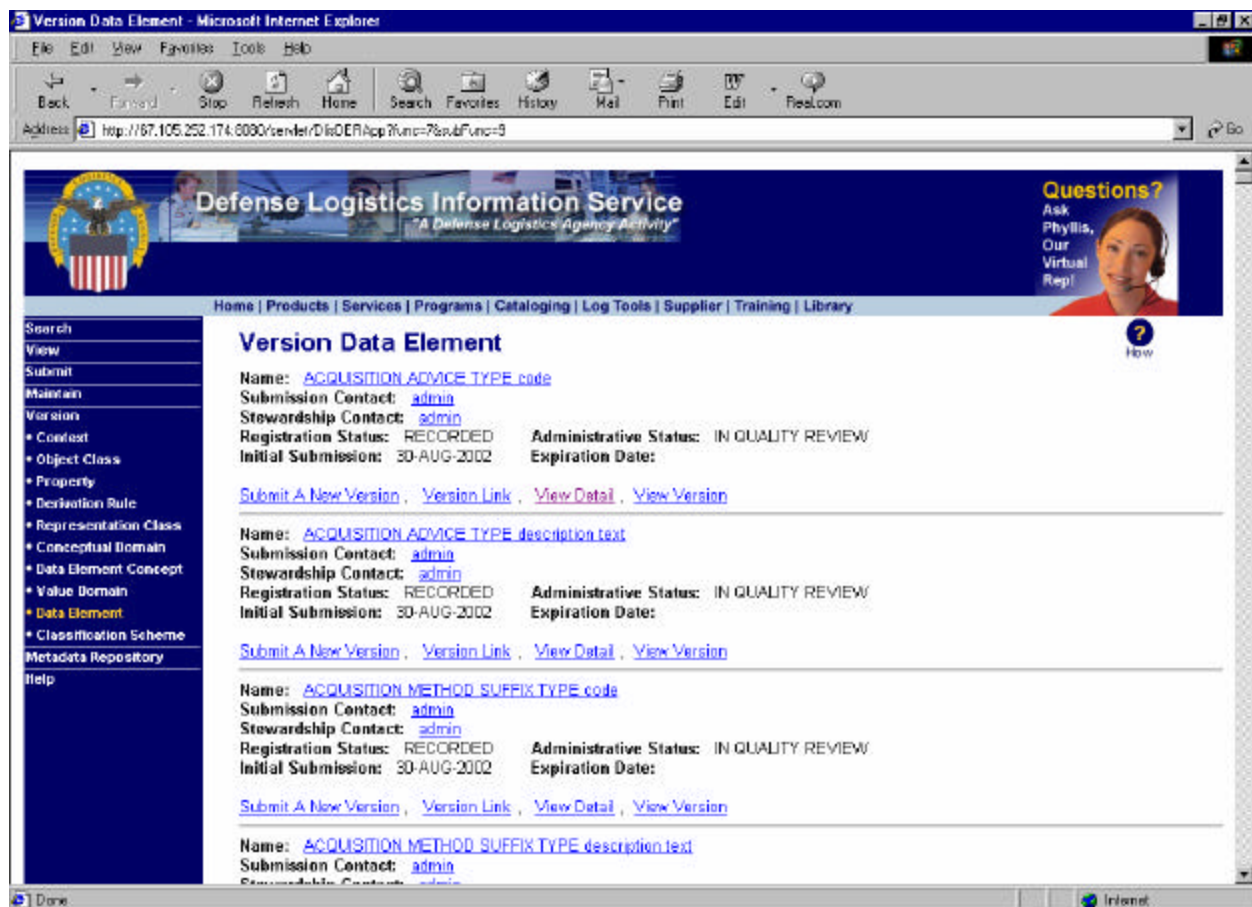 Version Data Element - Microsoft Internet Explorer
File Edit View Favorites Tools Help
Back Forward Stop Refresh Home Search Favorites History Mail Print Edit Real.com
Address http://67.105.252.174:8080/servlet/DlisDERApp?func=7&subFunc=9 Go
Defense Logistics Information Service
"A Defense Logistics Agency Activity"
Questions?
Ask
Phyllis,
Our
Virtual
Rep!
Home | Products | Services | Programs | Cataloging | Log Tools | Supplier | Training | Library
Search
View
Submit
Maintain
Version
• Context
• Object Class
• Property
• Derivation Rule
• Representation Class
• Conceptual Domain
• Data Element Concept
• Value Domain
• Data Element
• Classification Scheme
Metadata Repository
Help
Version Data Element
?
How
Name: ACQUISITION ADVICE TYPE code
Submission Contact: admin
Stewardship Contact: admin
Registration Status: RECORDED Administrative Status: IN QUALITY REVIEW
Initial Submission: 30-AUG-2002 Expiration Date:
Submit A New Version , Version Link , View Detail , View Version
Name: ACQUISITION ADVICE TYPE description text
Submission Contact: admin
Stewardship Contact: admin
Registration Status: RECORDED Administrative Status: IN QUALITY REVIEW
Initial Submission: 30-AUG-2002 Expiration Date:
Submit A New Version , Version Link , View Detail , View Version
Name: ACQUISITION METHOD SUFFIX TYPE code
Submission Contact: admin
Stewardship Contact: admin
Registration Status: RECORDED Administrative Status: IN QUALITY REVIEW
Initial Submission: 30-AUG-2002 Expiration Date:
Submit A New Version , Version Link , View Detail , View Version
Name: ACQUISITION METHOD SUFFIX TYPE description text
Submission Contact: admin
Stewardship Contact: admin
Done Internet